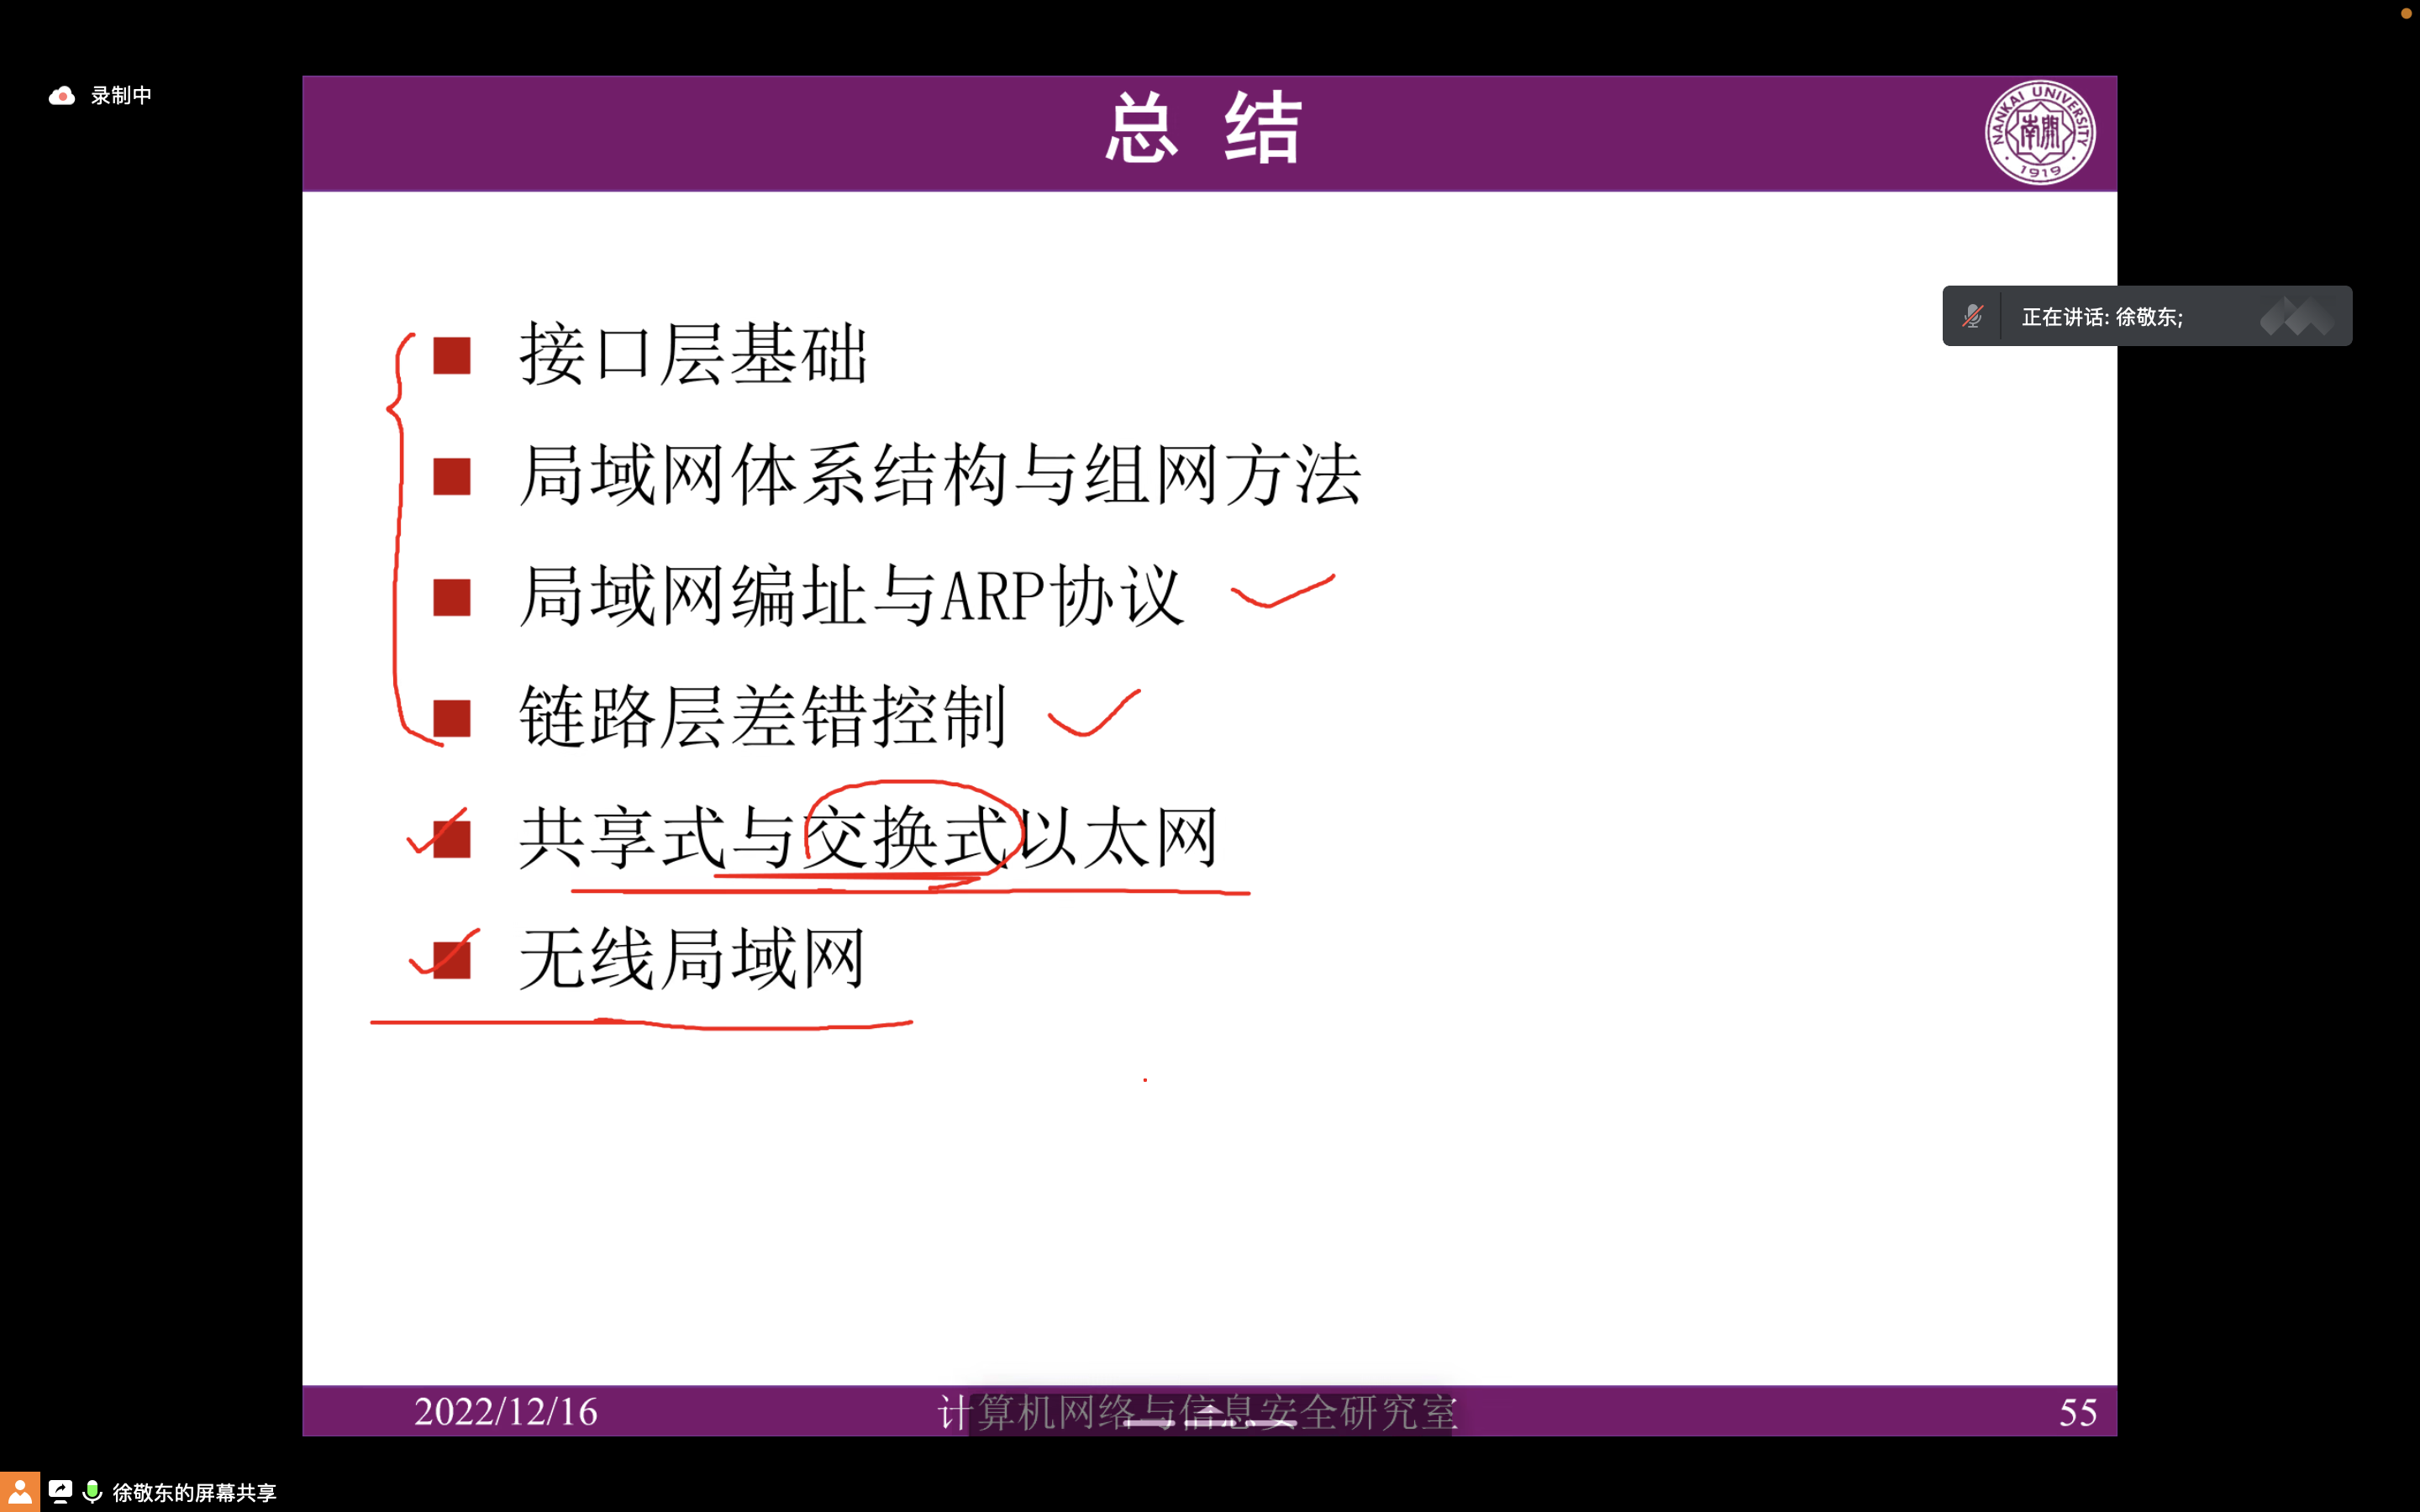 录制中
总 结
NANKAI UNIVERSITY
南開
1919
接口层基础
正在讲话: 徐敬东;
局域网体系结构与组网方法
局域网编址与ARP协议
链路层差错控制
共享式与交换式以太网
无线局域网
2022/12/16
计算机网络与信息安全研究室
55
徐敬东的屏幕共享